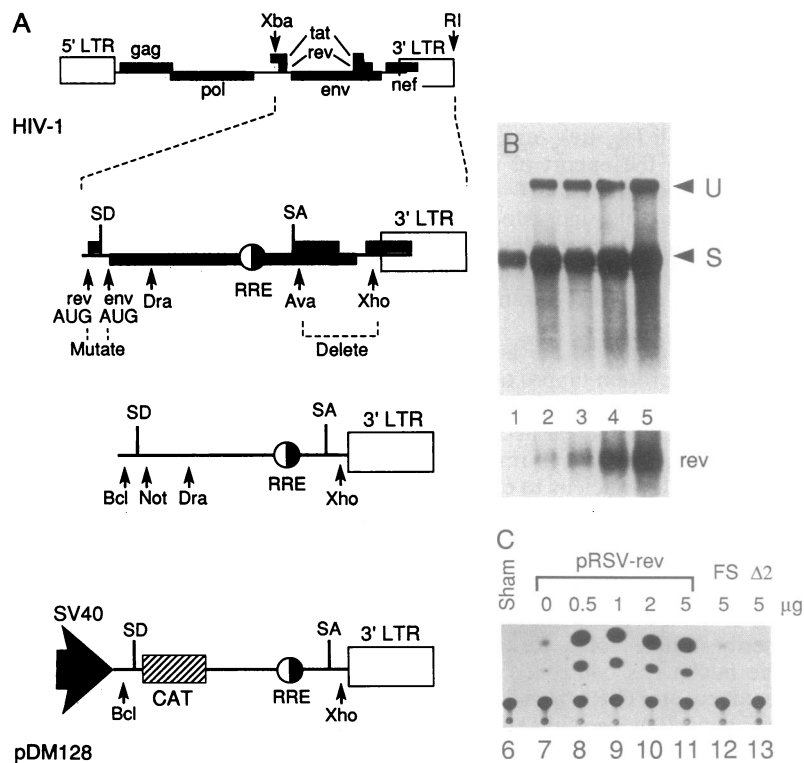 A
Xba
RI
5' LTR
gag
tat
rev
3' LTR
pol
env
nef
HIV-1
SD
SA
3' LTR
RRE
rev
AUG
env
AUG
Dra
Ava
Xho
Mutate
Delete
SD
SA
3' LTR
RRE
Bcl
Not
Dra
Xho
SV40
SD
SA
3' LTR
CAT
RRE
Bcl
Xho
pDM128
B
U
S
1 2 3 4 5
rev
C
Sham
pRSV-rev
FS Δ2
0 0.5 1 2 5 5 5 µg
6 7 8 9 10 11 12 13